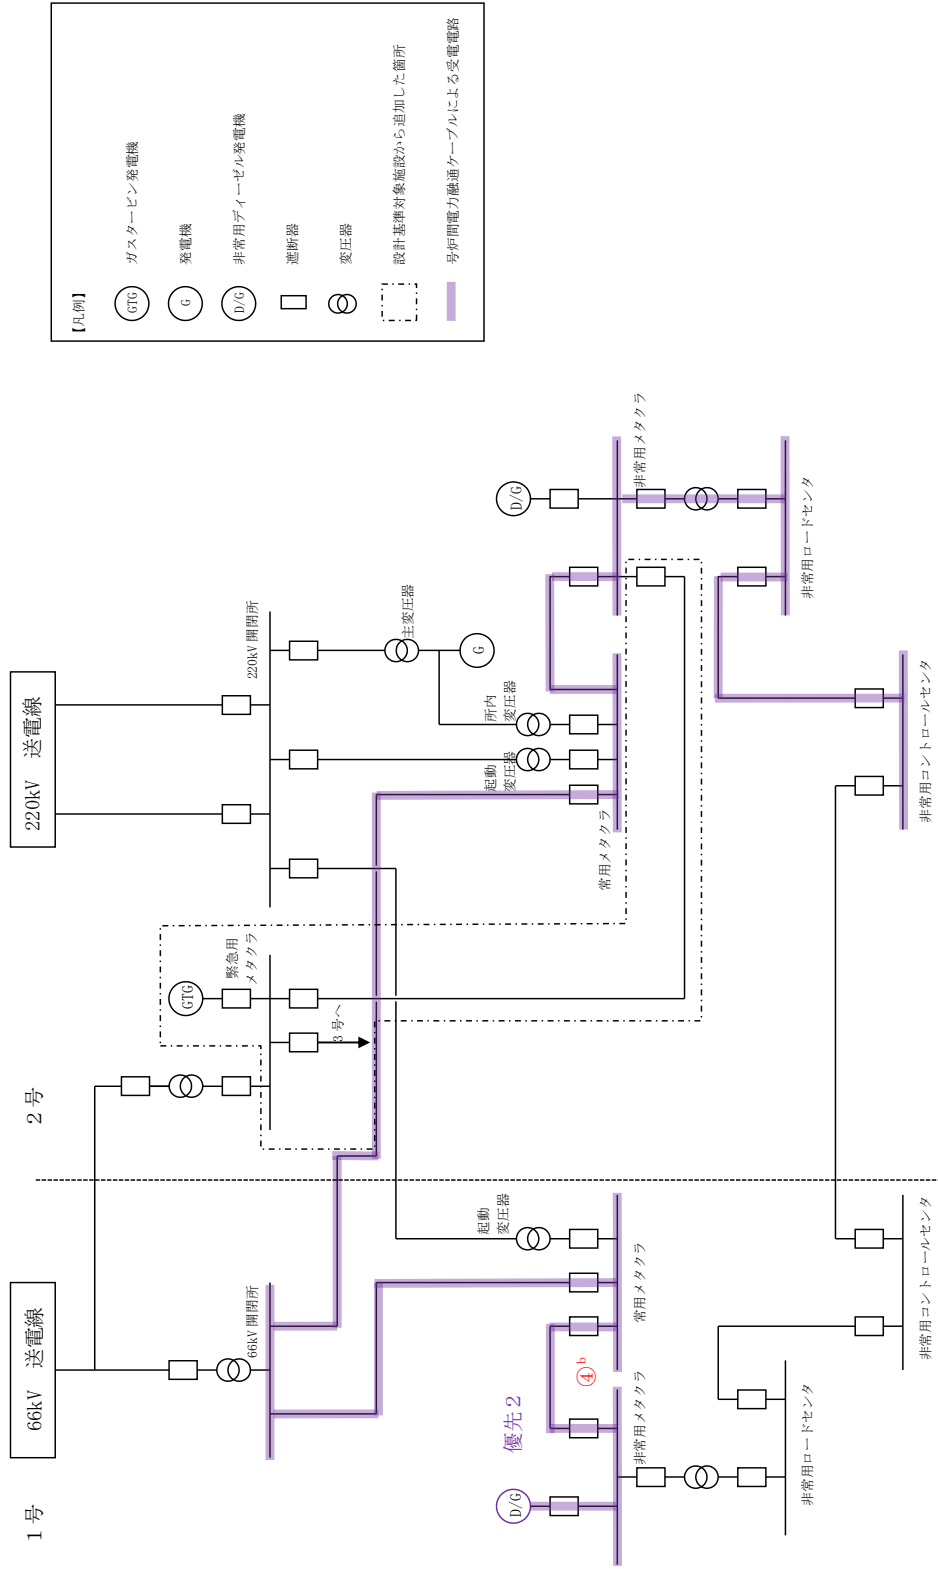 1号
2号
66kV 送電線
220kV 送電線
66kV 開閉所
220kV 開閉所
GTG
緊急用
メタクラ
3号へ
主変圧器
G
所内
変圧器
起動
変圧器
常用メタクラ
D/G
非常用メタクラ
非常用ロードセンタ
非常用コントロールセンタ
起動
変圧器
常用メタクラ
④b
優先2
D/G
非常用メタクラ
非常用ロードセンタ
非常用コントロールセンタ
【凡例】
GTG ガスタービン発電機
G 発電機
D/G 非常用ディーゼル発電機
遮断器
変圧器
設計基準対象施設から追加した箇所
号炉間電力融通ケーブルによる受電電路